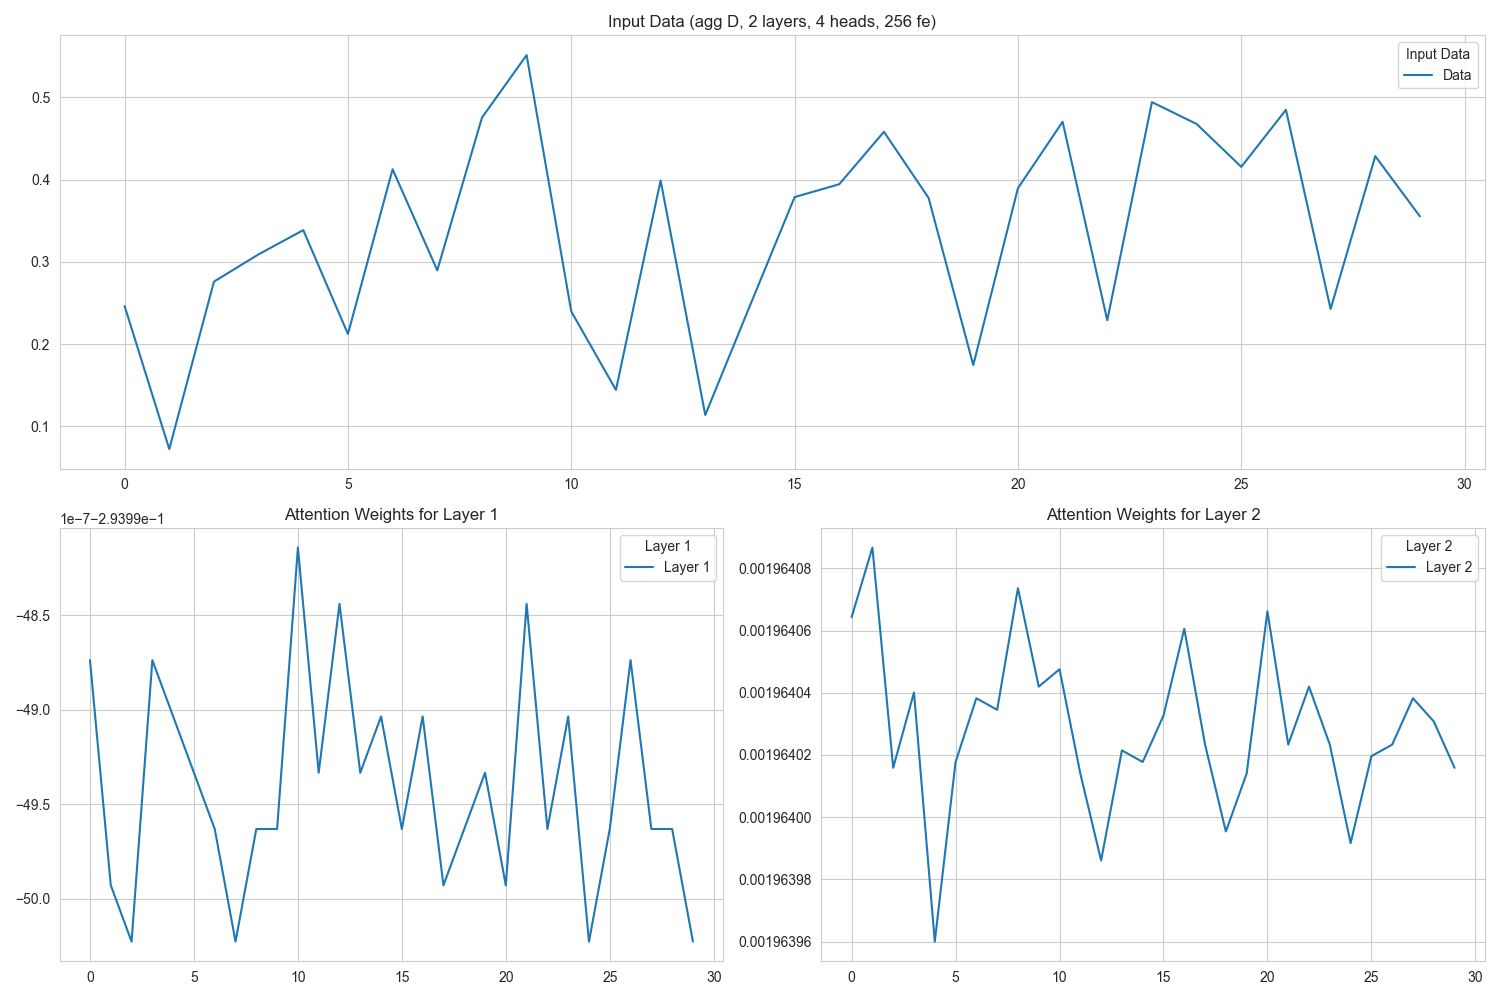 Input Data (agg D, 2 layers, 4 heads, 256 fe)
Input Data
Data
0.5
0.4
0.3
0.2
0.1
0 5 10 15 20 25 30
1e−7−2.9399e−1
Attention Weights for Layer 1
Layer 1
Layer 1
−48.5
−49.0
−49.5
−50.0
0 5 10 15 20 25 30
Attention Weights for Layer 2
Layer 2
Layer 2
0.00196408
0.00196406
0.00196404
0.00196402
0.00196400
0.00196398
0.00196396
0 5 10 15 20 25 30